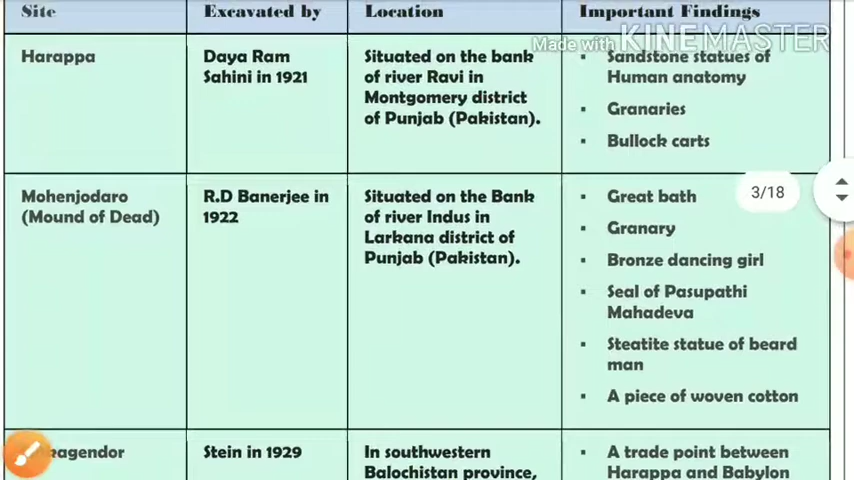 Site
Excavated by
Location
Important Findings
Made with KINEMASTER
Harappa
Daya Ram
Sahini in 1921
Situated on the bank
of river Ravi in
Montgomery district
of Punjab (Pakistan).
▪ Sandstone statues of
Human anatomy
▪ Granaries
▪ Bullock carts
Mohenjodaro
(Mound of Dead)
R.D Banerjee in
1922
Situated on the Bank
of river Indus in
Larkana district of
Punjab (Pakistan).
▪ Great bath
▪ Granary
▪ Bronze dancing girl
▪ Seal of Pasupathi
Mahadeva
▪ Steatite statue of beard
man
▪ A piece of woven cotton
3/18
Stein in 1929
In southwestern
Balochistan province,
▪ A trade point between
Harappa and Babylon